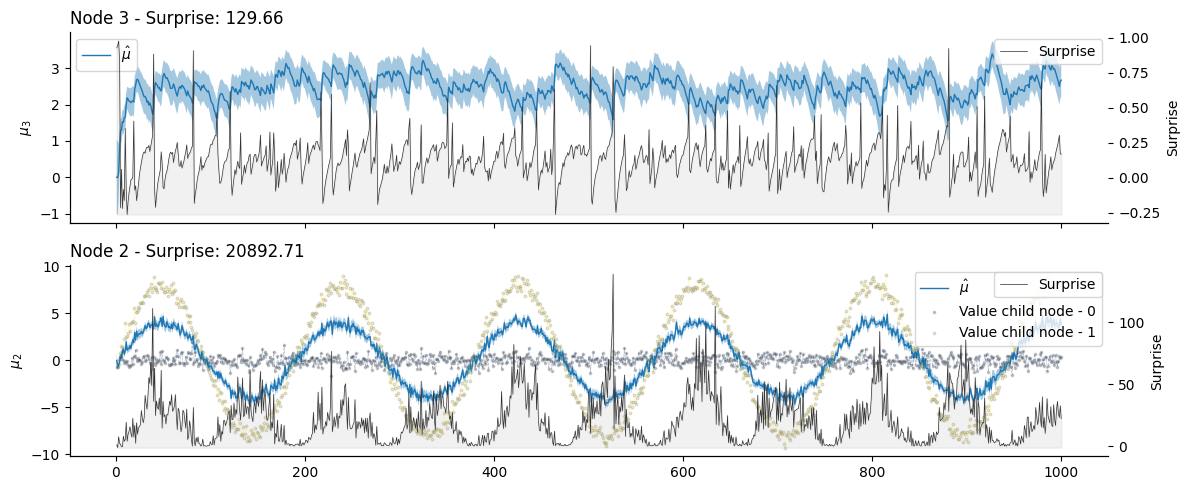 Node 3 - Surprise: 129.66
μ̂
Surprise
3
2
1
0
−1
μ3
1.00
0.75
0.50
0.25
0.00
−0.25
Surprise
Node 2 - Surprise: 20892.71
μ̂
Value child node - 0
Value child node - 1
Surprise
10
5
0
−5
−10
μ2
100
50
0
Surprise
0
200
400
600
800
1000